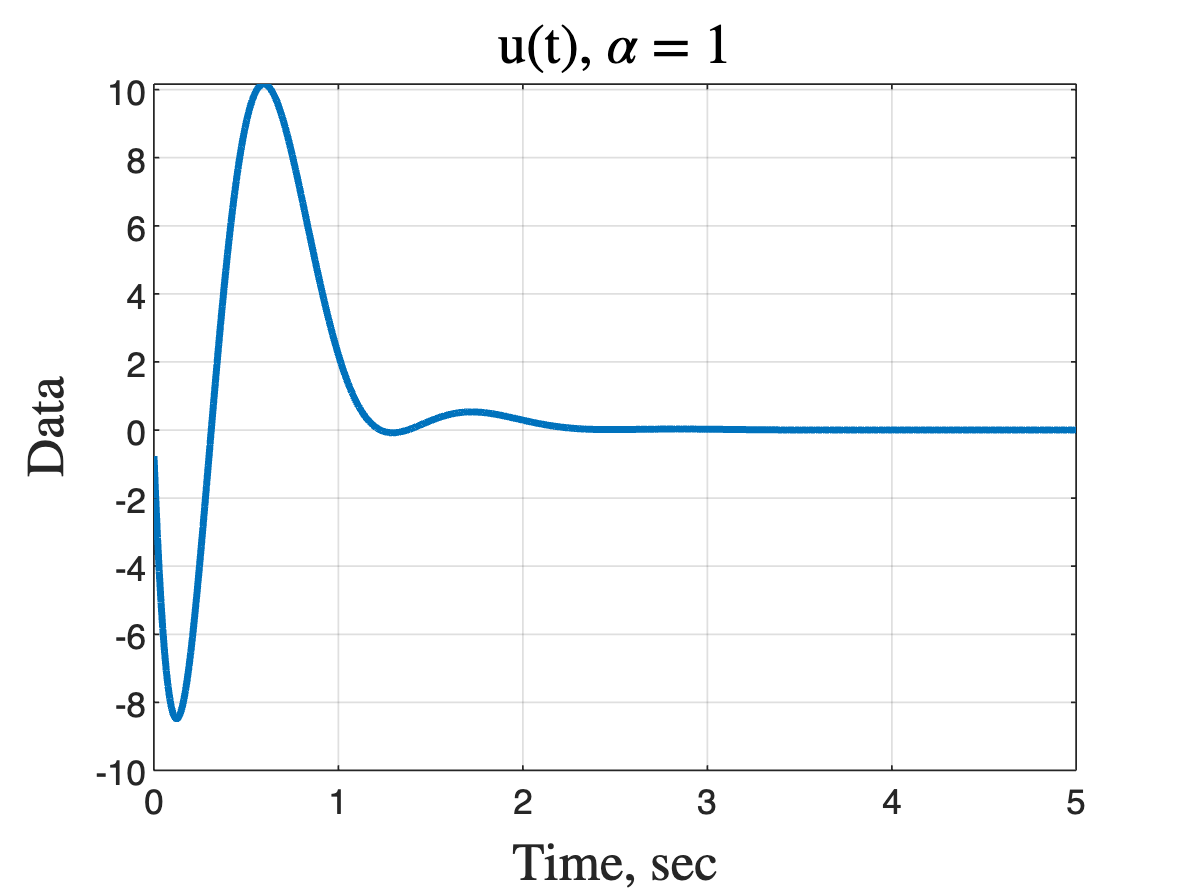 u(t), α = 1
Data
10
8
6
4
2
0
-2
-4
-6
-8
-10
0 1 2 3 4 5
Time, sec